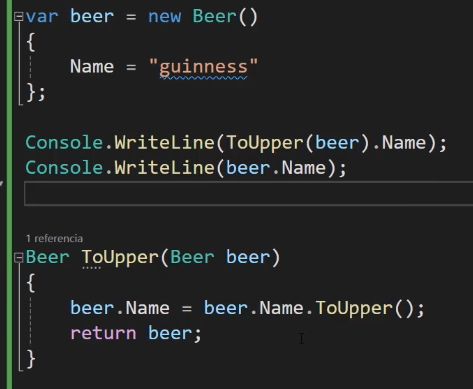 var beer = new Beer()
{
Name = "guinness"
};
Console.WriteLine(ToUpper(beer).Name);
Console.WriteLine(beer.Name);
1 referencia
Beer ToUpper(Beer beer)
{
beer.Name = beer.Name.ToUpper();
return beer;
}